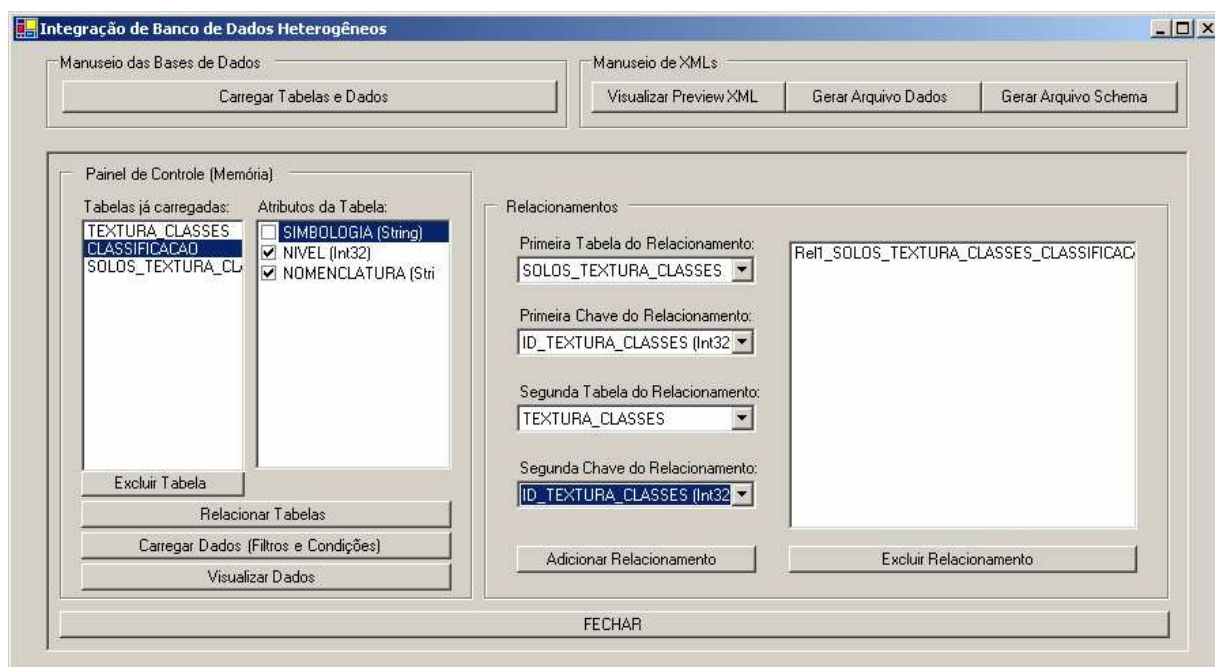 Integração de Banco de Dados Heterogêneos
Manuseio das Bases de Dados
Carregar Tabelas e Dados
Manuseio de XMLs
Visualizar Preview XML
Gerar Arquivo Dados
Gerar Arquivo Schema
Painel de Controle (Memória)
Tabelas já carregadas:
TEXTURA_CLASSES
CLASSIFICACAO
SOLOS_TEXTURA_CL
Atributos da Tabela:
SIMBOLOGIA (String)
NIVEL (Int32)
NOMENCLATURA (Stri
Excluir Tabela
Relacionar Tabelas
Carregar Dados (Filtros e Condições)
Visualizar Dados
Relacionamentos
Primeira Tabela do Relacionamento:
SOLOS_TEXTURA_CLASSES
Primeira Chave do Relacionamento:
ID_TEXTURA_CLASSES (Int32
Segunda Tabela do Relacionamento:
TEXTURA_CLASSES
Segunda Chave do Relacionamento:
ID_TEXTURA_CLASSES (Int32
Adicionar Relacionamento
Rel1_SOLOS_TEXTURA_CLASSES_CLASSIFICAC
Excluir Relacionamento
FECHAR